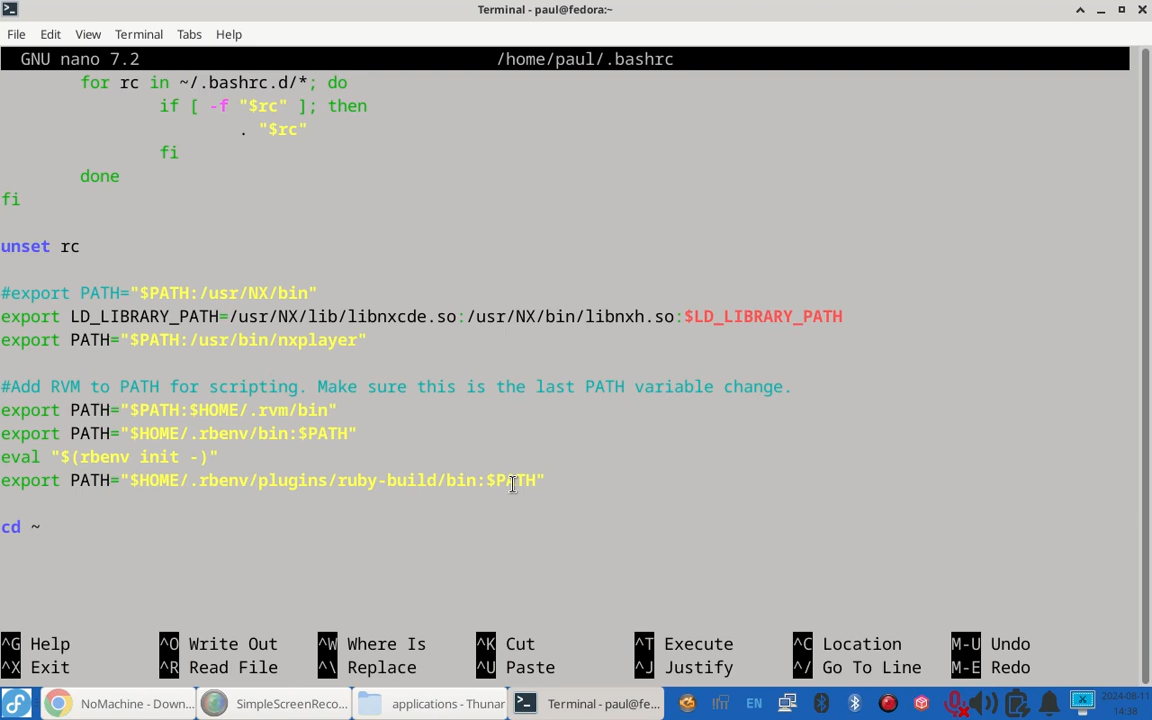 Terminal - paul@fedora:~
File Edit View Terminal Tabs Help
GNU nano 7.2 /home/paul/.bashrc
for rc in ~/.bashrc.d/*; do
if [ -f "$rc" ]; then
. "$rc"
fi
done
fi
unset rc
#export PATH="$PATH:/usr/NX/bin"
export LD_LIBRARY_PATH=/usr/NX/lib/libnxcde.so:/usr/NX/bin/libnxh.so:$LD_LIBRARY_PATH
export PATH="$PATH:/usr/bin/nxplayer"
#Add RVM to PATH for scripting. Make sure this is the last PATH variable change.
export PATH="$PATH:$HOME/.rvm/bin"
export PATH="$HOME/.rbenv/bin:$PATH"
eval "$(rbenv init -)"
export PATH="$HOME/.rbenv/plugins/ruby-build/bin:$PATH"
cd ~
^G Help ^O Write Out ^W Where Is ^K Cut ^T Execute ^C Location M-U Undo
^X Exit ^R Read File ^\ Replace ^U Paste ^J Justify ^/ Go To Line M-E Redo
NoMachine - Down... SimpleScreenReco... applications - Thunar Terminal - paul@fe... EN 2024-08-11
14:38